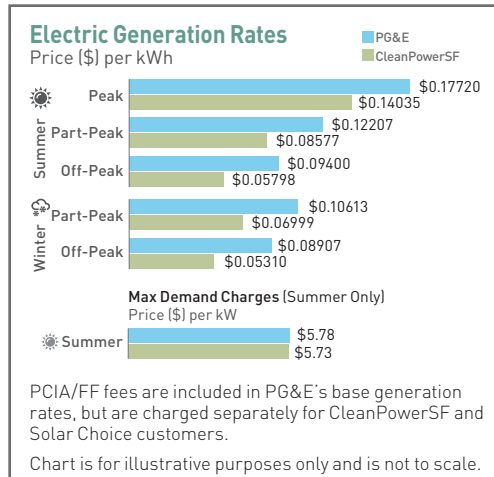 Electric Generation Rates
Price ($) per kWh
PG&E
CleanPowerSF
Summer
Peak
$0.17720
$0.14035
Part-Peak
$0.12207
$0.08577
Off-Peak
$0.09400
$0.05798
Winter
Part-Peak
$0.10613
$0.06999
Off-Peak
$0.08907
$0.05310
Max Demand Charges (Summer Only)
Price ($) per kW
Summer
$5.78
$5.73
PCIA/FF fees are included in PG&E's base generation
rates, but are charged separately for CleanPowerSF and
Solar Choice customers.
Chart is for illustrative purposes only and is not to scale.